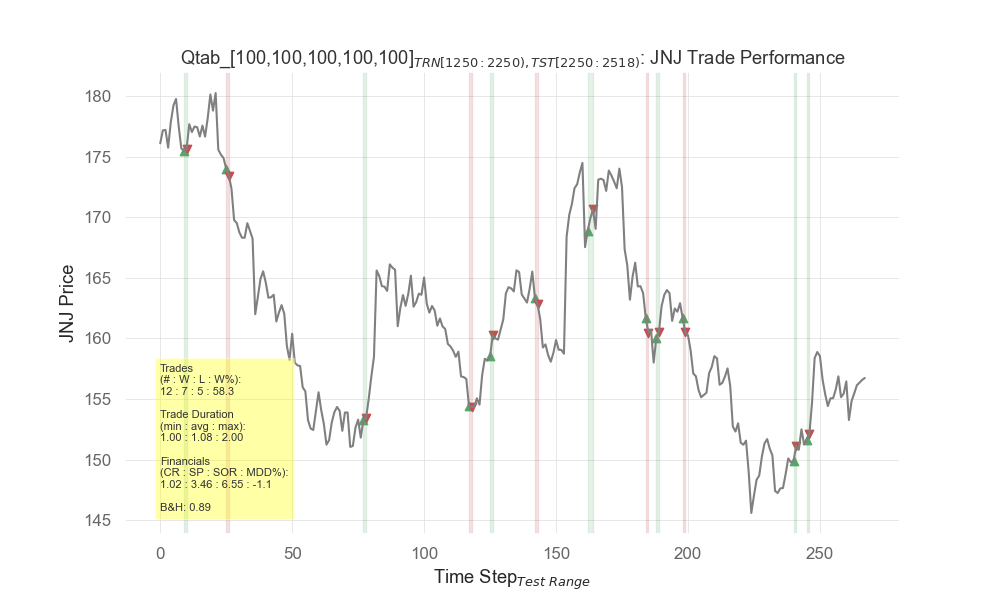 Qtab_[100,100,100,100,100]TRN[1250:2250),TST[2250:2518): JNJ Trade Performance
180
175
170
165
160
155
150
145
JNJ Price
Trades
(# : W : L : W%):
12 : 7 : 5 : 58.3
Trade Duration
(min : avg : max):
1.00 : 1.08 : 2.00
Financials
(CR : SP : SOR : MDD%):
1.02 : 3.46 : 6.55 : -1.1
B&H: 0.89
0 50 100 150 200 250
Time StepTest Range